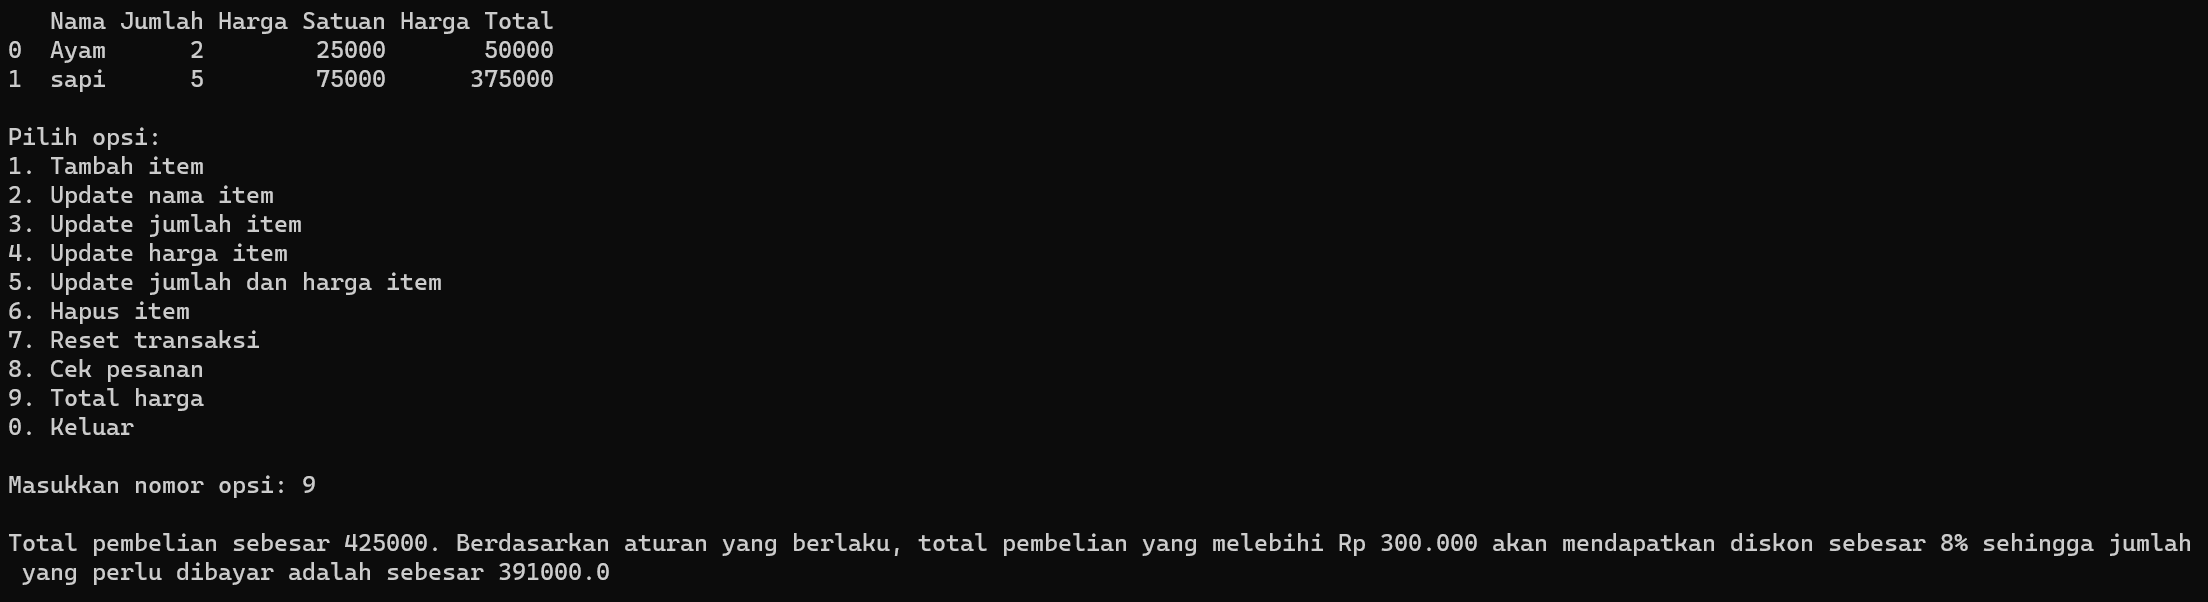 Nama Jumlah Harga Satuan Harga Total
0 Ayam 2 25000 50000
1 sapi 5 75000 375000
Pilih opsi:
1. Tambah item
2. Update nama item
3. Update jumlah item
4. Update harga item
5. Update jumlah dan harga item
6. Hapus item
7. Reset transaksi
8. Cek pesanan
9. Total harga
0. Keluar
Masukkan nomor opsi: 9
Total pembelian sebesar 425000. Berdasarkan aturan yang berlaku, total pembelian yang melebihi Rp 300.000 akan mendapatkan diskon sebesar 8% sehingga jumlah
yang perlu dibayar adalah sebesar 391000.0